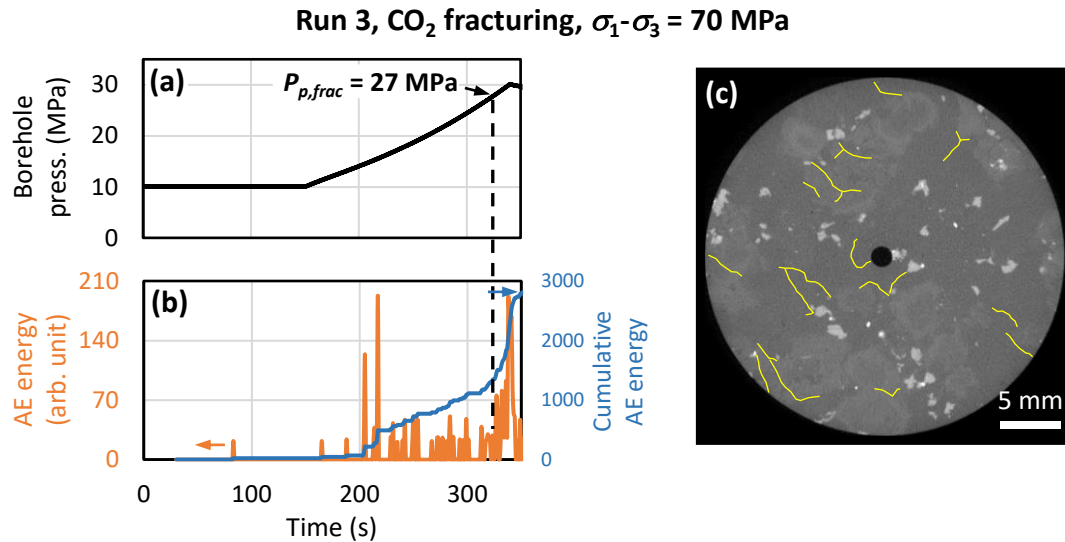 Run 3, CO₂ fracturing, σ₁-σ₃ = 70 MPa
(a)
P_p,frac = 27 MPa
Borehole
press. (MPa)
30
20
10
0
(b)
AE energy
(arb. unit)
210
140
70
0
3000
2000
1000
0
Cumulative
AE energy
0
100
200
300
Time (s)
(c)
5 mm